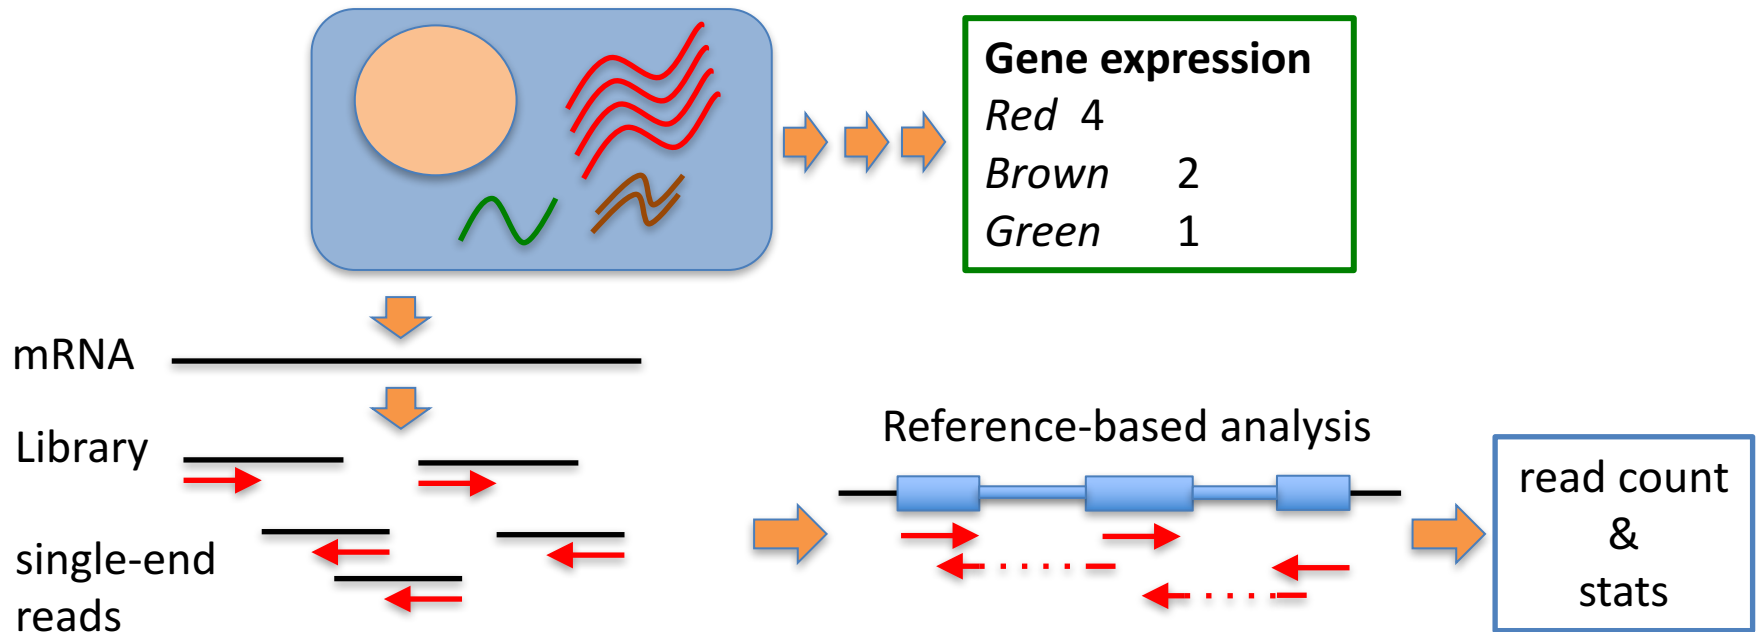 Gene expression
Red 4
Brown 2
Green 1
mRNA
Library
single-end
reads
Reference-based analysis
read count
&
stats